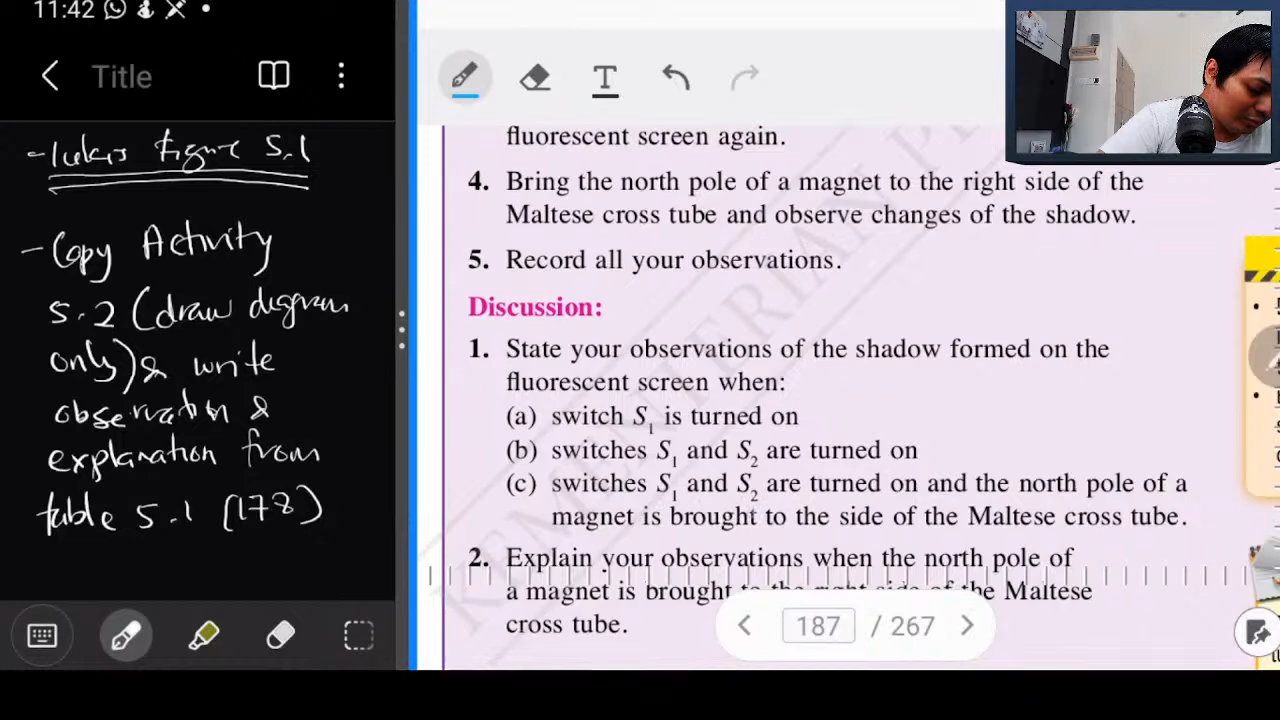 11:42
Title
- lukis figure 5.1
- Copy Activity
5.2 (draw diagram
only) & write
observation &
explanation from
table 5.1 (178)
fluorescent screen again.
4. Bring the north pole of a magnet to the right side of the
Maltese cross tube and observe changes of the shadow.
5. Record all your observations.
Discussion:
1. State your observations of the shadow formed on the
fluorescent screen when:
(a) switch S1 is turned on
(b) switches S1 and S2 are turned on
(c) switches S1 and S2 are turned on and the north pole of a
magnet is brought to the side of the Maltese cross tube.
2. Explain your observations when the north pole of
a magnet is brought to the right side of the Maltese
cross tube.
187 / 267
KEMENTERIAN P